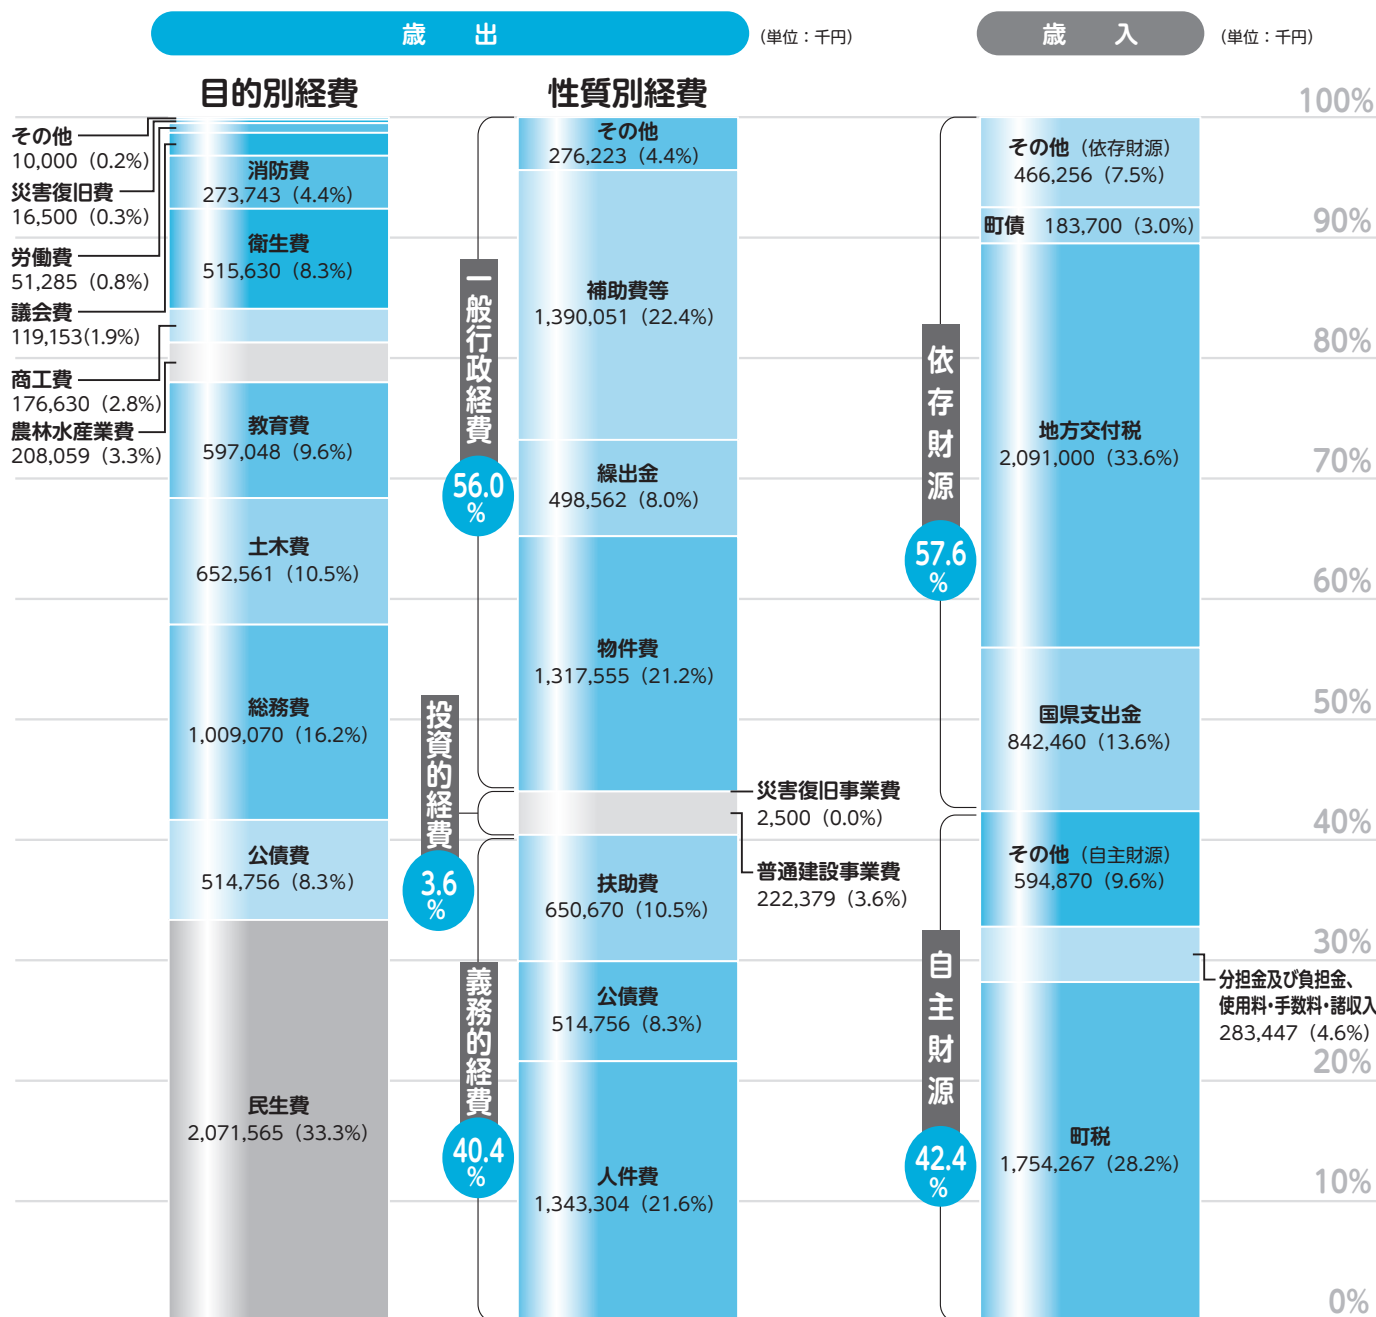 歳出
(単位：千円)
歳入
(単位：千円)
目的別経費
性質別経費
その他
10,000 (0.2%)
災害復旧費
16,500 (0.3%)
労働費
51,285 (0.8%)
議会費
119,153(1.9%)
商工費
176,630 (2.8%)
農林水産業費
208,059 (3.3%)
消防費
273,743 (4.4%)
衛生費
515,630 (8.3%)
教育費
597,048 (9.6%)
土木費
652,561 (10.5%)
総務費
1,009,070 (16.2%)
公債費
514,756 (8.3%)
民生費
2,071,565 (33.3%)
一般行政経費
56.0
%
投資的経費
3.6
%
義務的経費
40.4
%
その他
276,223 (4.4%)
補助費等
1,390,051 (22.4%)
繰出金
498,562 (8.0%)
物件費
1,317,555 (21.2%)
災害復旧事業費
2,500 (0.0%)
普通建設事業費
222,379 (3.6%)
扶助費
650,670 (10.5%)
公債費
514,756 (8.3%)
人件費
1,343,304 (21.6%)
依存財源
57.6
%
自主財源
42.4
%
その他 (依存財源)
466,256 (7.5%)
町債 183,700 (3.0%)
地方交付税
2,091,000 (33.6%)
国県支出金
842,460 (13.6%)
その他 (自主財源)
594,870 (9.6%)
分担金及び負担金、
使用料・手数料・諸収入
283,447 (4.6%)
町税
1,754,267 (28.2%)
100%
90%
80%
70%
60%
50%
40%
30%
20%
10%
0%